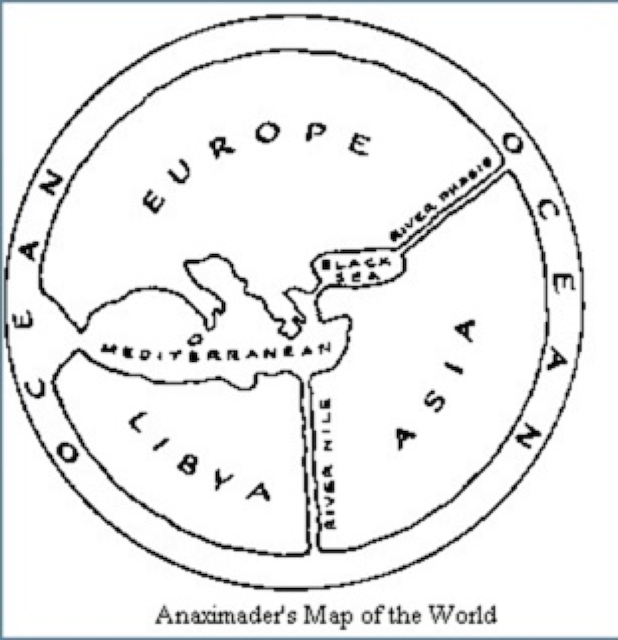 OCEAN
OCEAN
EUROPE
RIVER PHASIS
BLACK
SEA
MEDITERRANEAN
ASIA
LIBYA
RIVER NILE
Anaximader's Map of the World